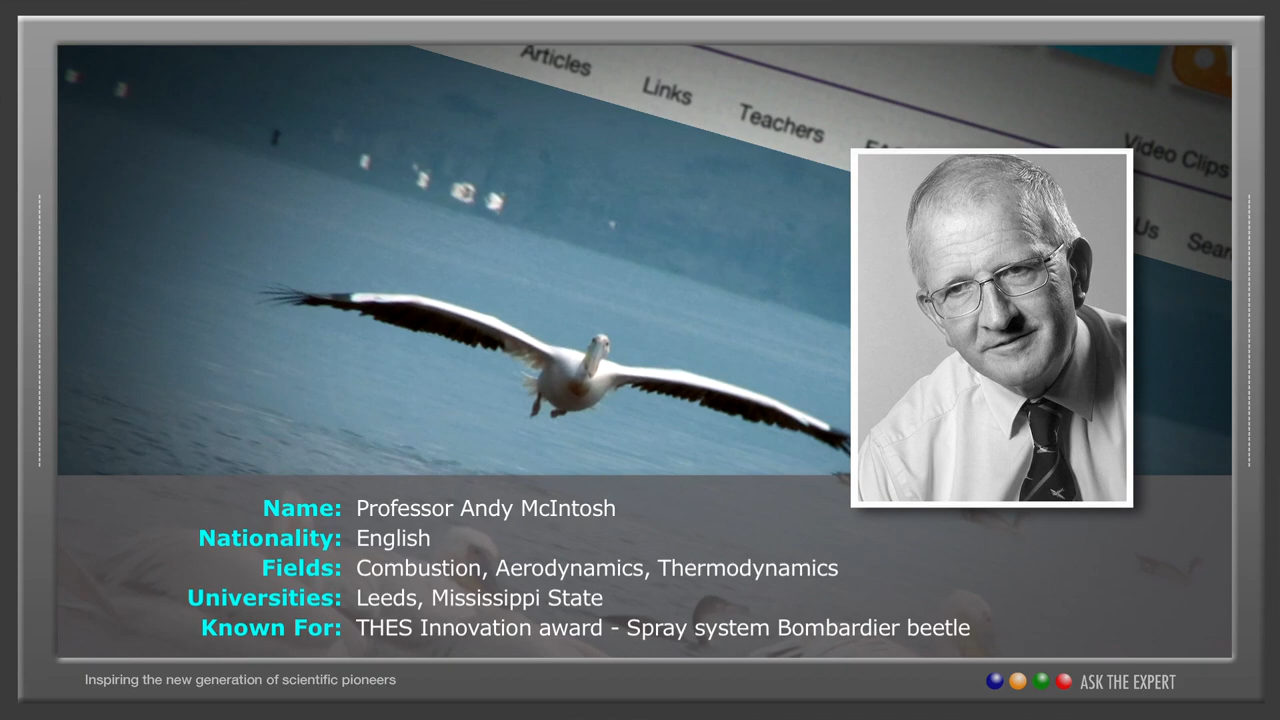 Articles
Links
Teachers
Video Clips
Us
Name: Professor Andy McIntosh
Nationality: English
Fields: Combustion, Aerodynamics, Thermodynamics
Universities: Leeds, Mississippi State
Known For: THES Innovation award - Spray system Bombardier beetle
Inspiring the new generation of scientific pioneers
ASK THE EXPERT